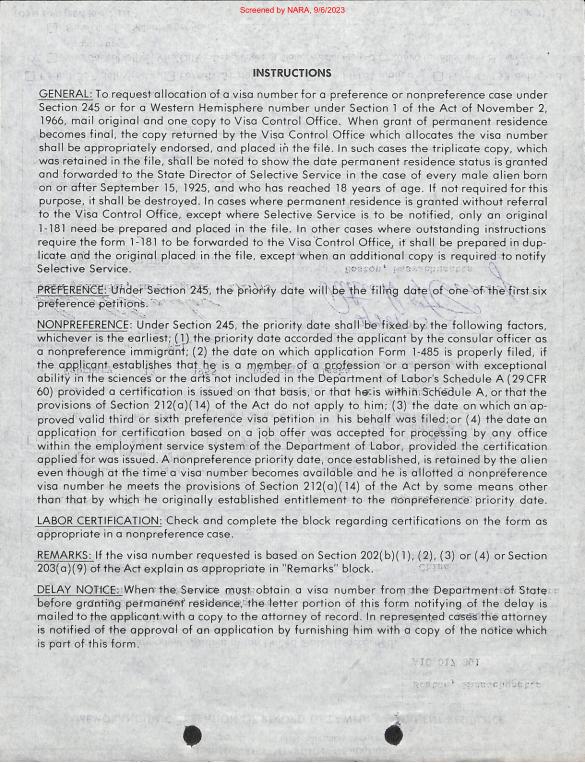 Screened by NARA, 9/6/2023
INSTRUCTIONS
GENERAL: To request allocation of a visa number for a preference or nonpreference case under
Section 245 or for a Western Hemisphere number under Section 1 of the Act of November 2,
1966, mail original and one copy to Visa Control Office. When grant of permanent residence
becomes final, the copy returned by the Visa Control Office which allocates the visa number
shall be appropriately endorsed, and placed in the file. In such cases the triplicate copy, which
was retained in the file, shall be noted to show the date permanent residence status is granted
and forwarded to the State Director of Selective Service in the case of every male alien born
on or after September 15, 1925, and who has reached 18 years of age. If not required for this
purpose, it shall be destroyed. In cases where permanent residence is granted without referral
to the Visa Control Office, except where Selective Service is to be notified, only an original
1-181 need be prepared and placed in the file. In other cases where outstanding instructions
require the form 1-181 to be forwarded to the Visa Control Office, it shall be prepared in dup-
licate and the original placed in the file, except when an additional copy is required to notify
Selective Service.
PREFERENCE: Under Section 245, the priority date will be the filing date of one of the first six
preference petitions.
NONPREFERENCE: Under Section 245, the priority date shall be fixed by the following factors,
whichever is the earliest; (1) the priority date accorded the applicant by the consular officer as
a nonpreference immigrant; (2) the date on which application Form 1-485 is properly filed, if
the applicant establishes that he is a member of a profession or a person with exceptional
ability in the sciences or the arts not included in the Department of Labor's Schedule A (29 CFR
60) provided a certification is issued on that basis, or that he is within Schedule A, or that the
provisions of Section 212(a)(14) of the Act do not apply to him; (3) the date on which an ap-
proved valid third or sixth preference visa petition in his behalf was filed; or (4) the date an
application for certification based on a job offer was accepted for processing by any office
within the employment service system of the Department of Labor, provided the certification
applied for was issued. A nonpreference priority date, once established, is retained by the alien
even though at the time a visa number becomes available and he is allotted a nonpreference
visa number he meets the provisions of Section 212(a)(14) of the Act by some means other
than that by which he originally established entitlement to the nonpreference priority date.
LABOR CERTIFICATION: Check and complete the block regarding certifications on the form as
appropriate in a nonpreference case.
REMARKS: If the visa number requested is based on Section 202(b)(1), (2), (3) or (4) or Section
203(a)(9) of the Act explain as appropriate in "Remarks" block.
DELAY NOTICE: When the Service must obtain a visa number from the Department of State
before granting permanent residence, the letter portion of this form notifying of the delay is
mailed to the applicant with a copy to the attorney of record. In represented cases the attorney
is notified of the approval of an application by furnishing him with a copy of the notice which
is part of this form.